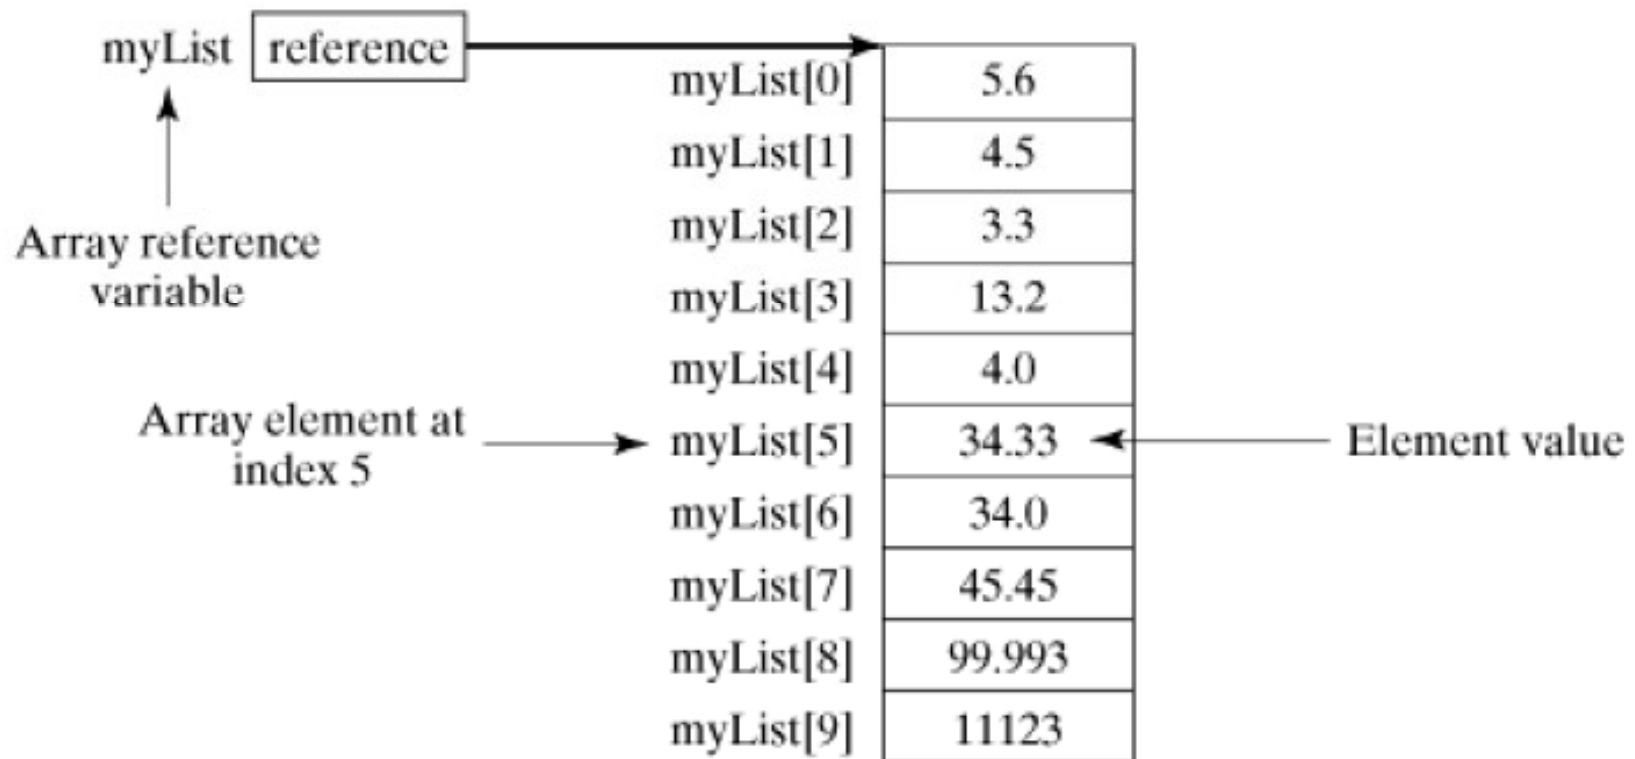 myList reference
myList[0] 5.6
myList[1] 4.5
Array reference
variable
myList[2] 3.3
myList[3] 13.2
myList[4] 4.0
Array element at
index 5
myList[5] 34.33 Element value
myList[6] 34.0
myList[7] 45.45
myList[8] 99.993
myList[9] 11123